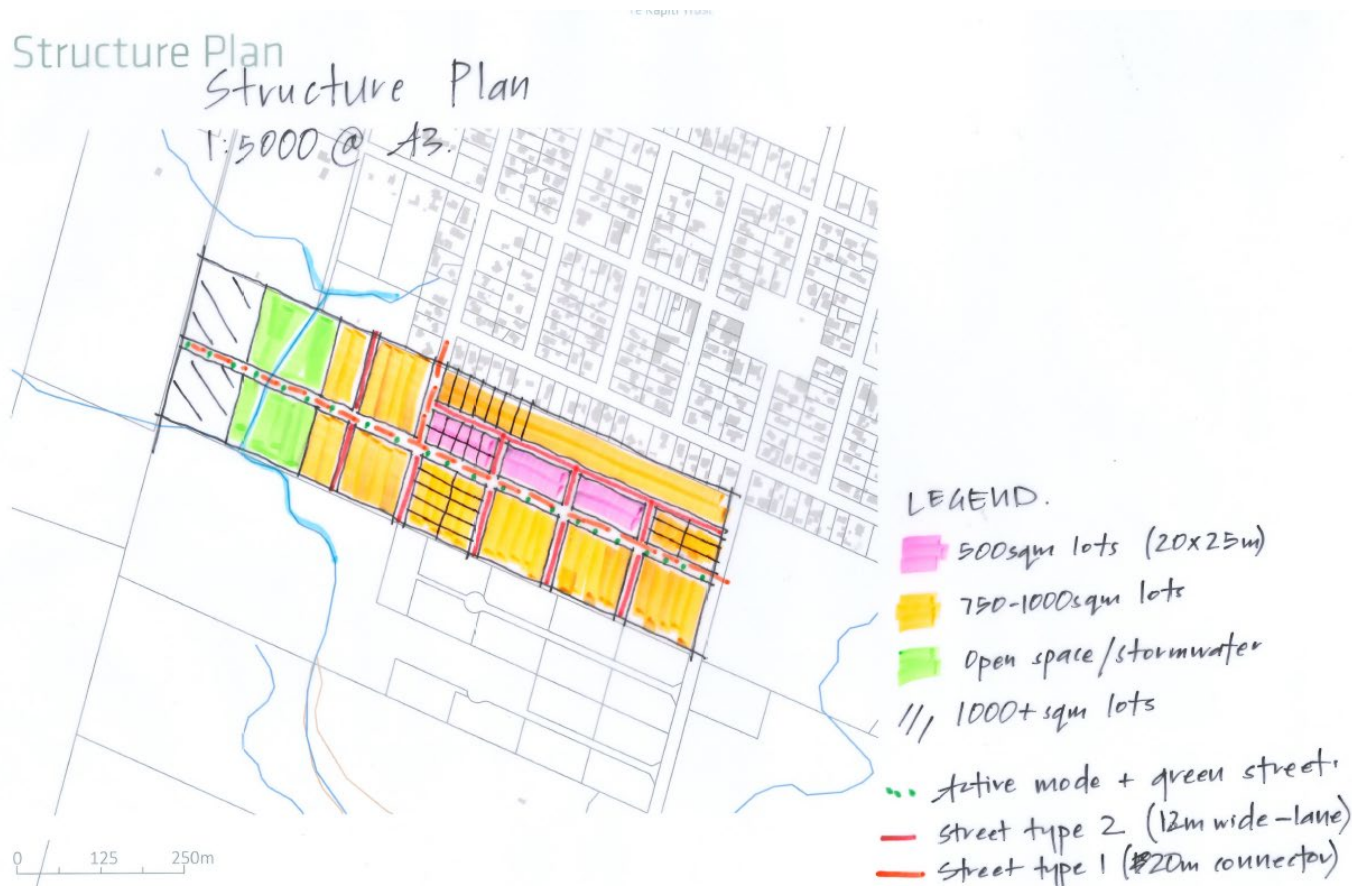 Structure Plan
Structure Plan
1:5000 @ A3.
LEGEND.
500sqm lots (20x25m)
750-1000sqm lots
Open space/stormwater
1000+ sqm lots
Active mode + green street.
Street type 2 (12m wide-lane)
Street type 1 (20m connector)
0 125 250m